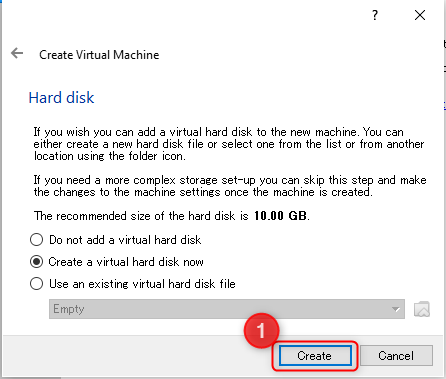 ?
Create Virtual Machine
Hard disk
If you wish you can add a virtual hard disk to the new machine. You can
either create a new hard disk file or select one from the list or from another
location using the folder icon.
If you need a more complex storage set-up you can skip this step and make
the changes to the machine settings once the machine is created.
The recommended size of the hard disk is 10.00 GB.
Do not add a virtual hard disk
Create a virtual hard disk now
Use an existing virtual hard disk file
Empty
1
Create
Cancel